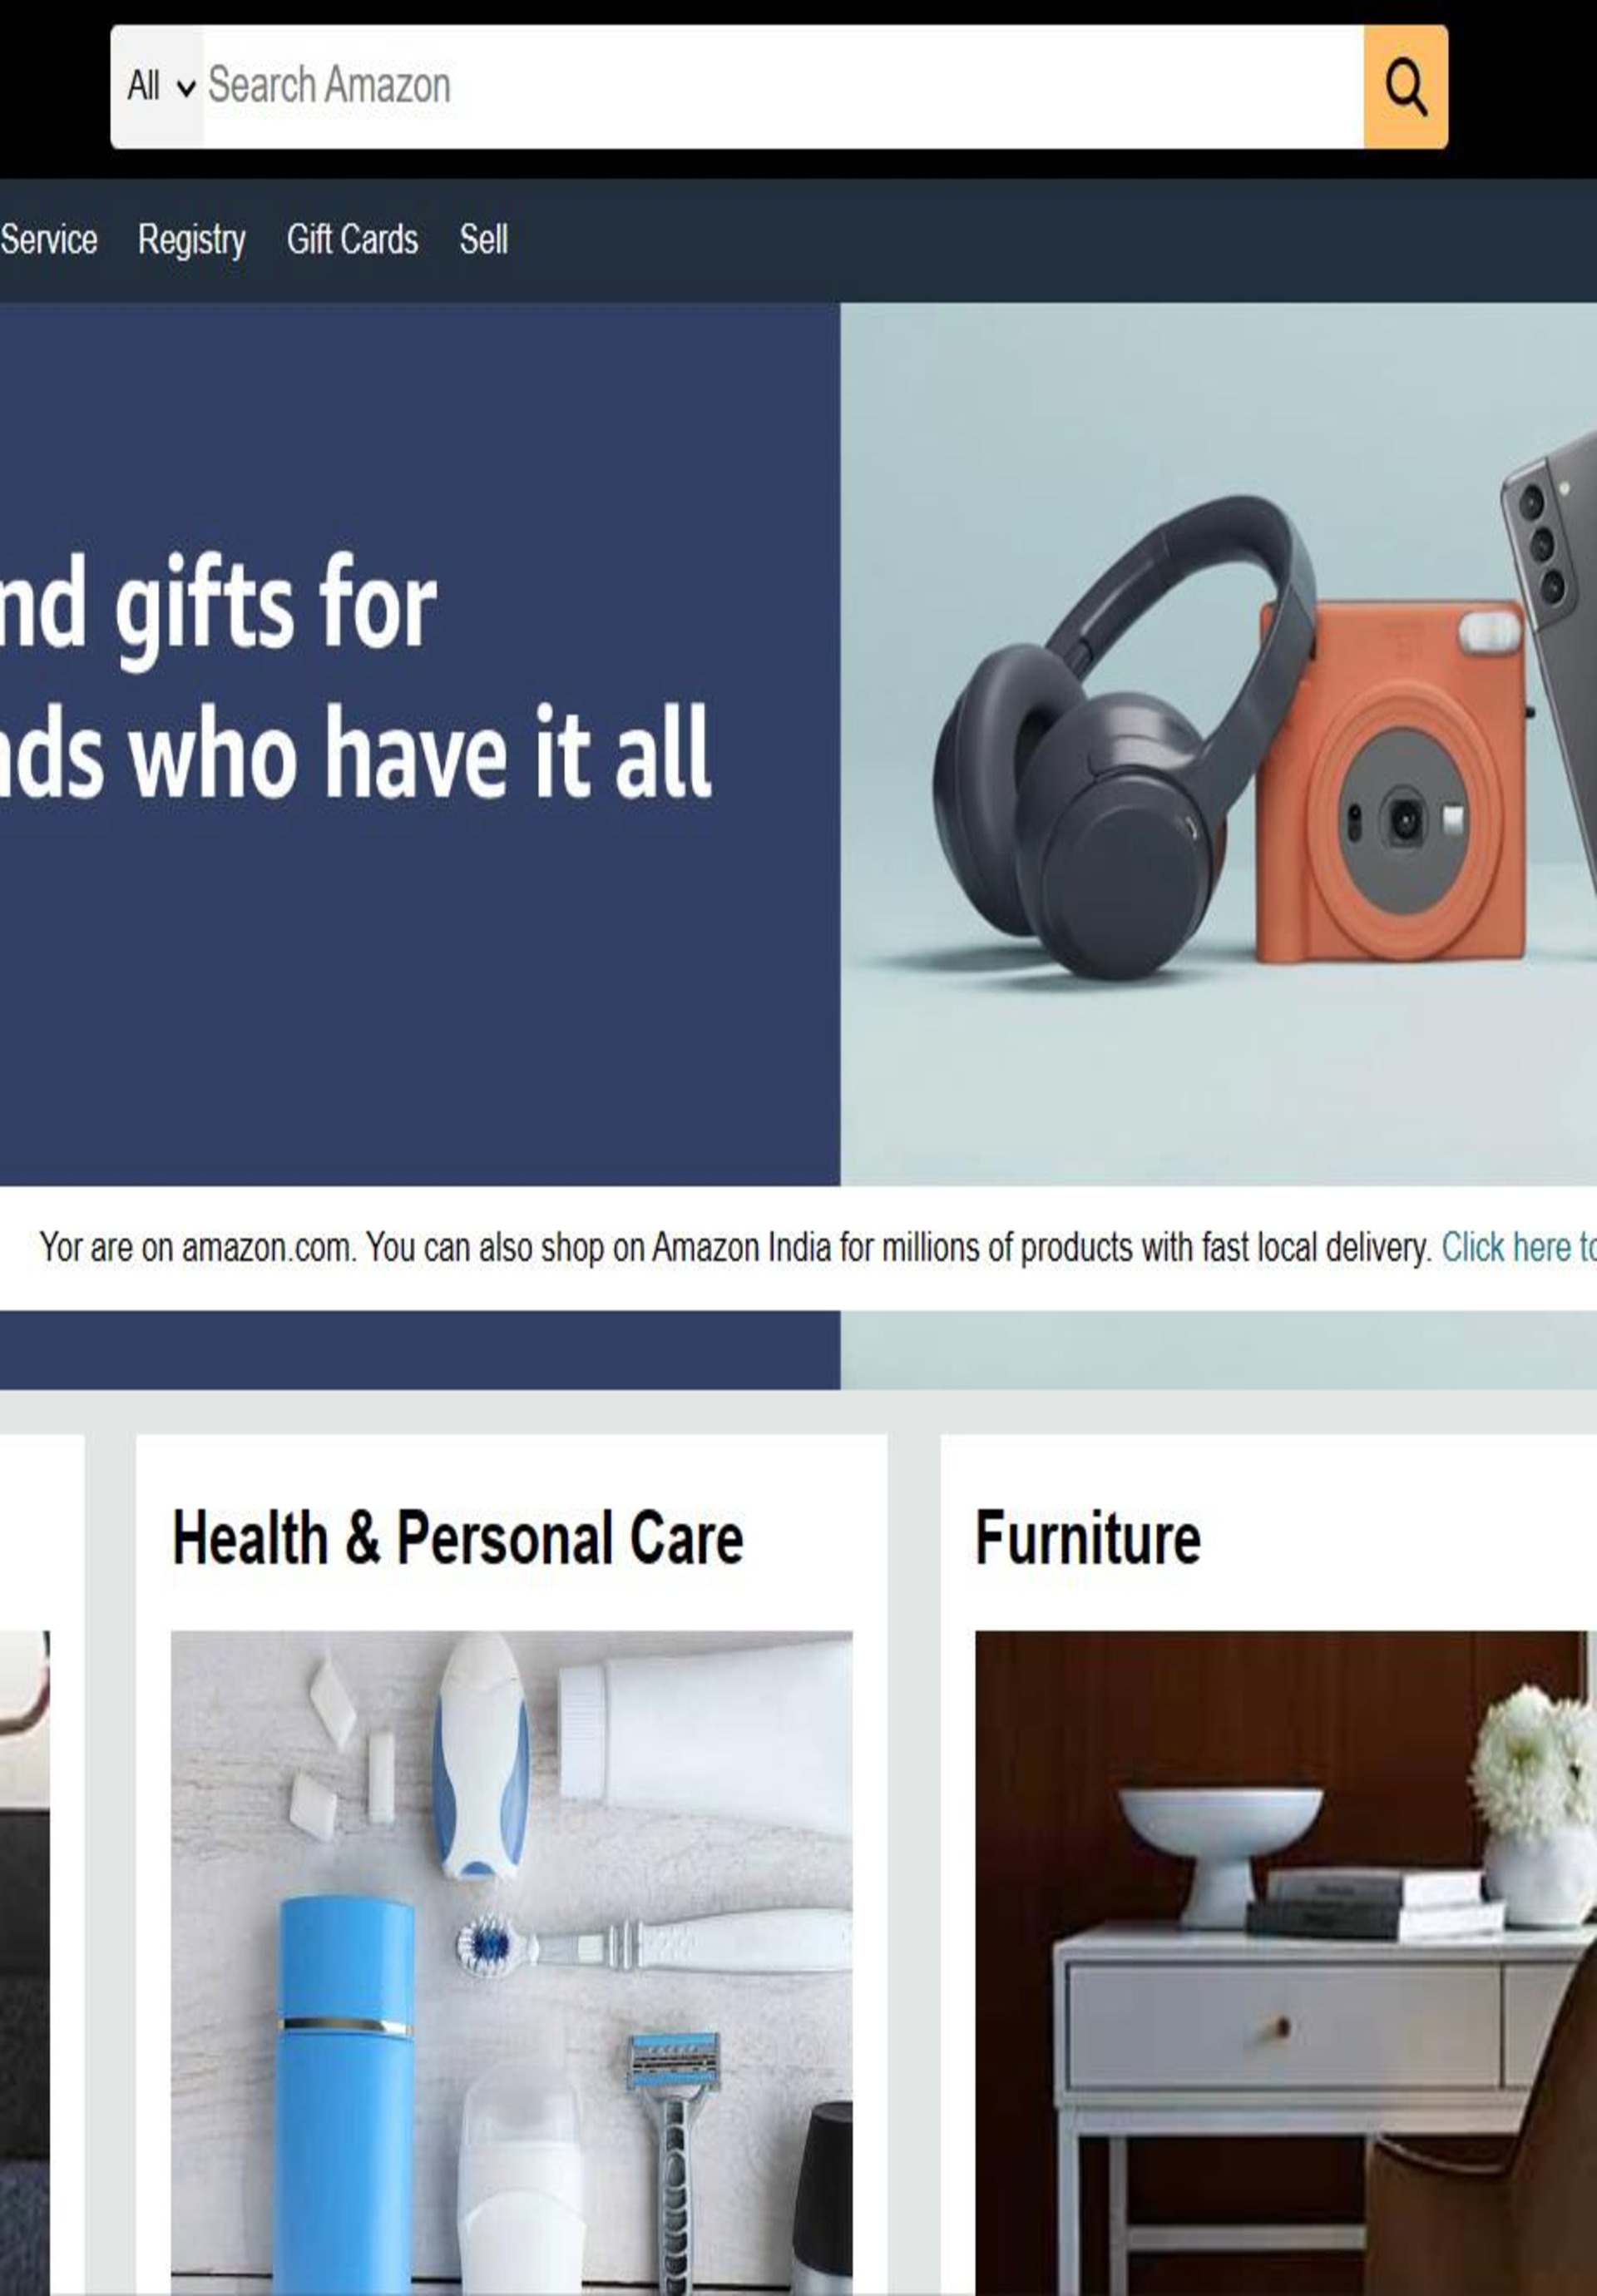 All Search Amazon
Service Registry Gift Cards Sell
nd gifts for
ds who have it all
Yor are on amazon.com. You can also shop on Amazon India for millions of products with fast local delivery. Click here to
Health & Personal Care
Furniture